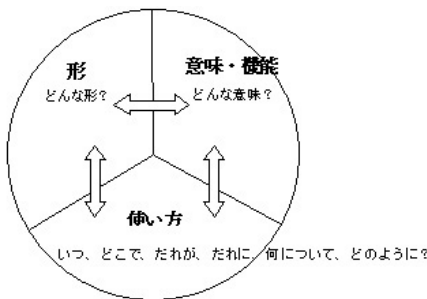 形
どんな形?
意味・機能
どんな意味?
使い方
いつ、どこで、だれが、だれに、何について、どのように?